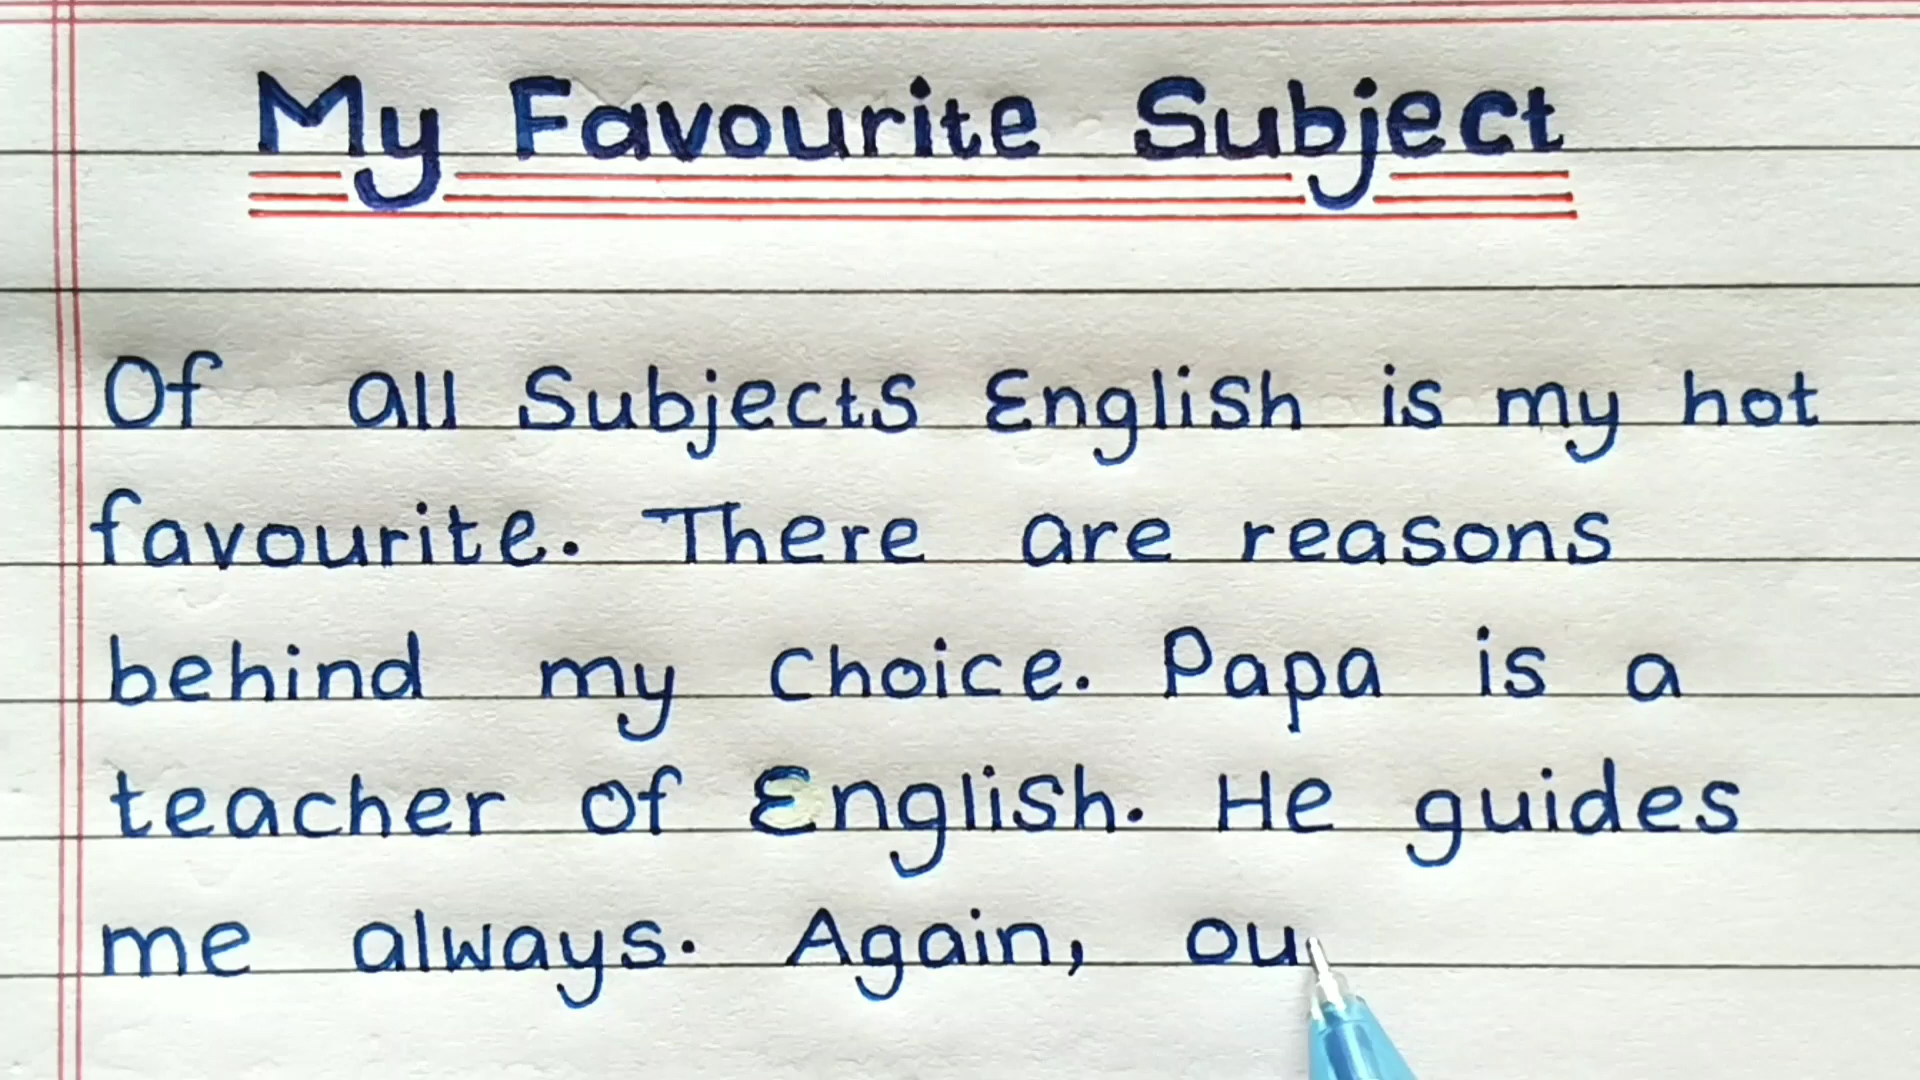 My Favourite Subject
Of all Subjects English is my hot
favourite. There are reasons
behind my choice. Papa is a
teacher of English. He guides
me always. Again, ou